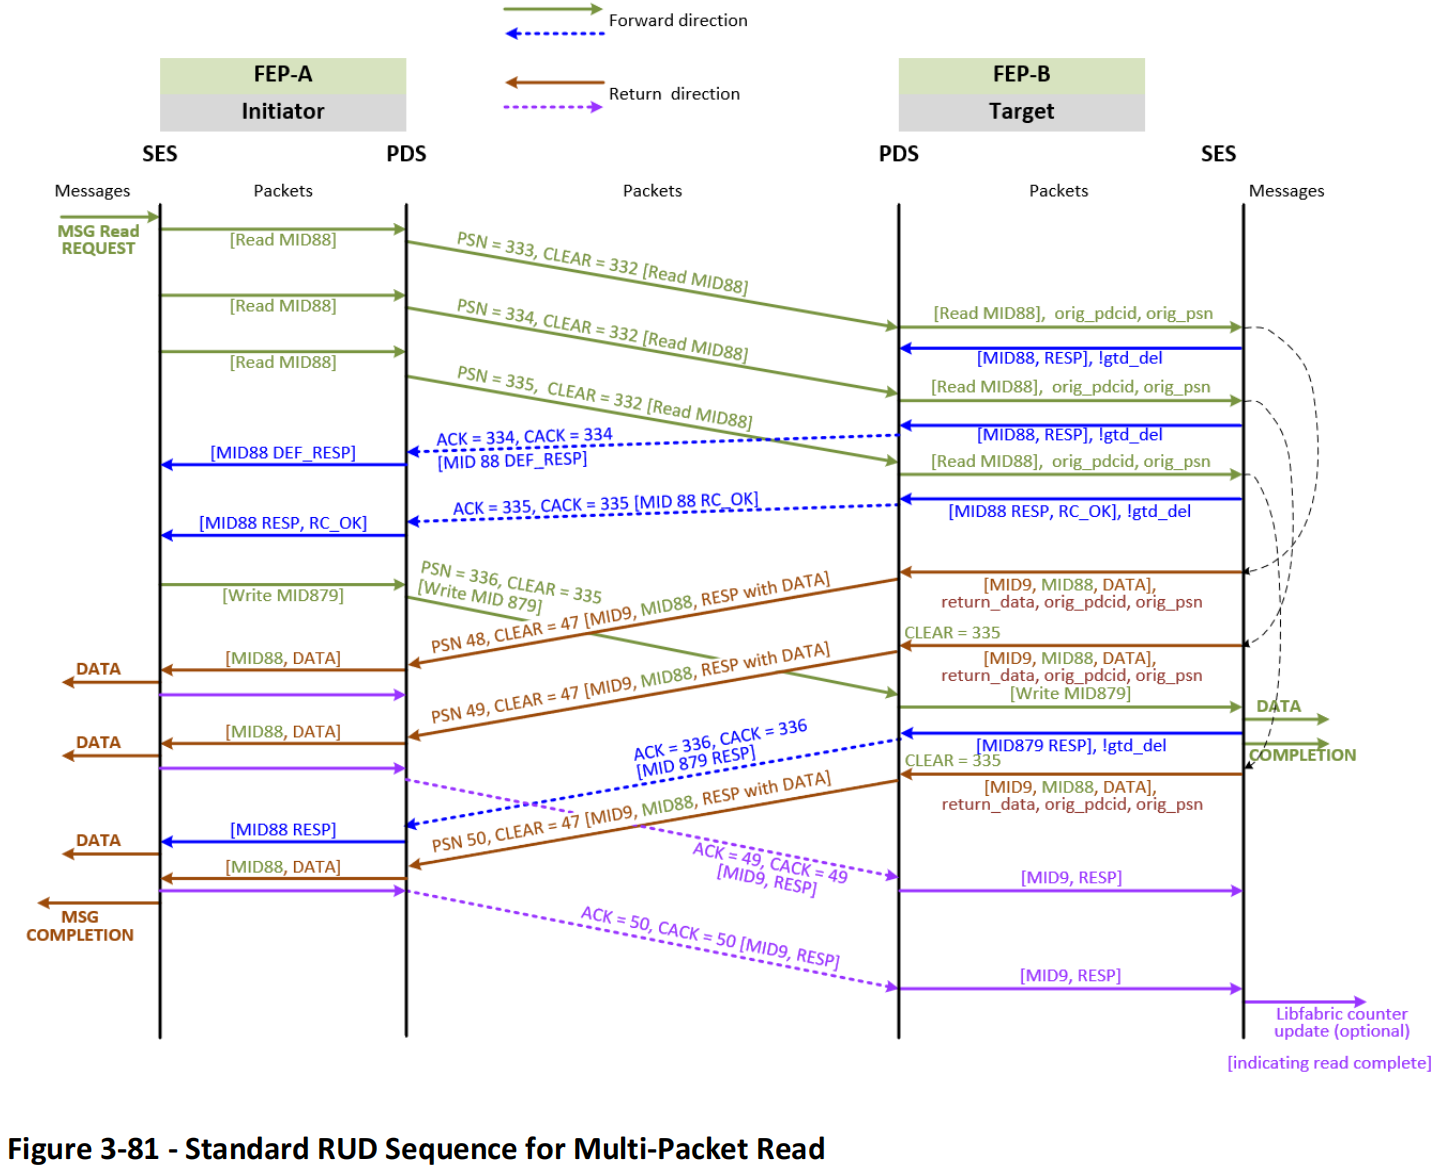 Forward direction
Return direction
FEP-A
Initiator
FEP-B
Target
SES
PDS
PDS
SES
Messages
Packets
Packets
Packets
Messages
MSG Read
REQUEST
[Read MID88]
PSN = 333, CLEAR = 332 [Read MID88]
[Read MID88]
PSN = 334, CLEAR = 332 [Read MID88]
[Read MID88], orig_pdcid, orig_psn
[MID88, RESP], !gtd_del
[Read MID88]
PSN = 335, CLEAR = 332 [Read MID88]
[Read MID88], orig_pdcid, orig_psn
[MID88, RESP], !gtd_del
ACK = 334, CACK = 334
[MID 88 DEF_RESP]
[MID88 DEF_RESP]
[Read MID88], orig_pdcid, orig_psn
ACK = 335, CACK = 335 [MID 88 RC_OK]
[MID88 RESP, RC_OK]
[MID88 RESP, RC_OK], !gtd_del
[Write MID879]
PSN = 336, CLEAR = 335
[Write MID 879]
PSN 48, CLEAR = 47 [MID9, MID88, RESP with DATA]
[MID9, MID88, DATA],
return_data, orig_pdcid, orig_psn
CLEAR = 335
[MID88, DATA]
DATA
PSN 49, CLEAR = 47 [MID9, MID88, RESP with DATA]
[MID9, MID88, DATA],
return_data, orig_pdcid, orig_psn
[Write MID879]
DATA
[MID88, DATA]
DATA
ACK = 336, CACK = 336
[MID 879 RESP]
[MID879 RESP], !gtd_del
COMPLETION
CLEAR = 335
PSN 50, CLEAR = 47 [MID9, MID88, RESP with DATA]
[MID9, MID88, DATA],
return_data, orig_pdcid, orig_psn
[MID88 RESP]
DATA
[MID88, DATA]
ACK = 49, CACK = 49
[MID9, RESP]
[MID9, RESP]
MSG
COMPLETION
ACK = 50, CACK = 50 [MID9, RESP]
[MID9, RESP]
Libfabric counter
update (optional)
[indicating read complete]
Figure 3-81 - Standard RUD Sequence for Multi-Packet Read